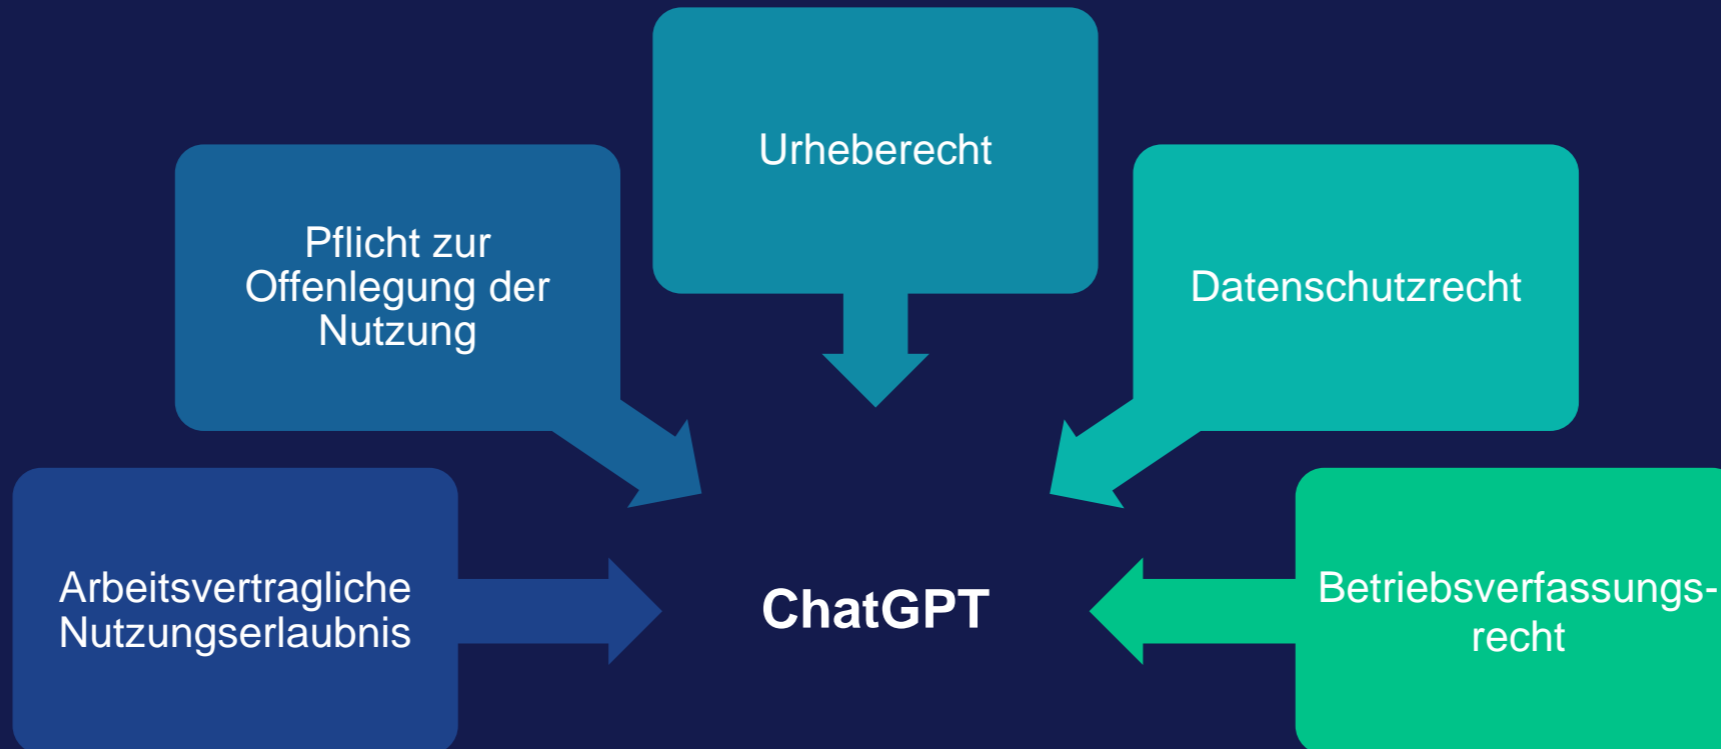 Urheberecht
Pflicht zur
Offenlegung der
Nutzung
Datenschutzrecht
Arbeitsvertragliche
Nutzungserlaubnis
ChatGPT
Betriebsverfassungs-
recht